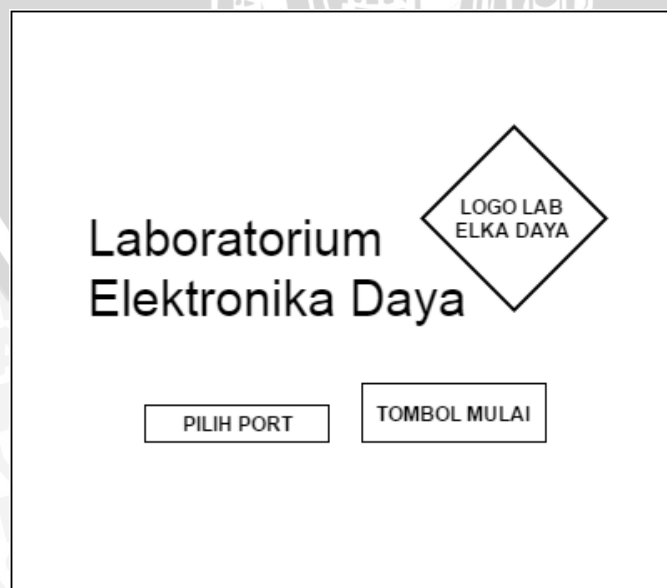 LOGO LAB
ELKA DAYA
Laboratorium
Elektronika Daya
PILIH PORT
TOMBOL MULAI